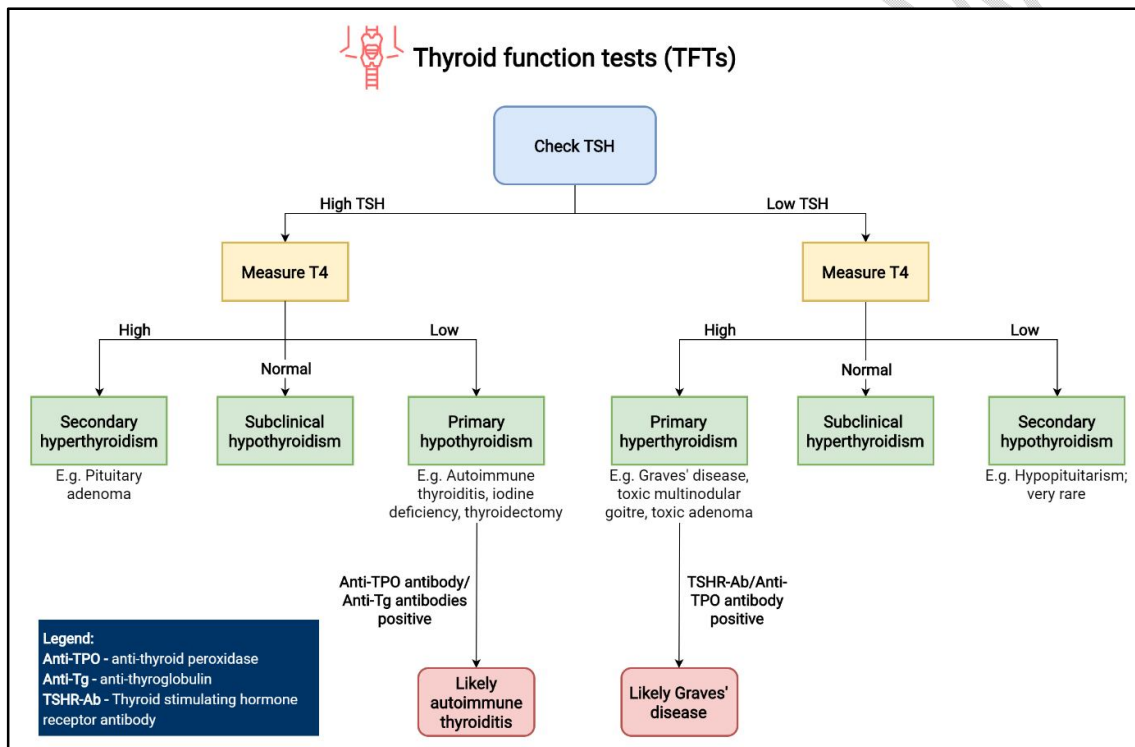 Thyroid function tests (TFTs)
Check TSH
High TSH
Low TSH
Measure T4
Measure T4
High
Low
Normal
High
Low
Normal
Secondary
hyperthyroidism
E.g. Pituitary
adenoma
Subclinical
hypothyroidism
Primary
hypothyroidism
E.g. Autoimmune
thyroiditis, iodine
deficiency, thyroidectomy
Primary
hyperthyroidism
E.g. Graves' disease,
toxic multinodular
goitre, toxic adenoma
Subclinical
hyperthyroidism
Secondary
hypothyroidism
E.g. Hypopituitarism;
very rare
Anti-TPO antibody/
Anti-Tg antibodies
positive
TSHR-Ab/Anti-
TPO antibody
positive
Likely
autoimmune
thyroiditis
Likely Graves'
disease
Legend:
Anti-TPO - anti-thyroid peroxidase
Anti-Tg - anti-thyroglobulin
TSHR-Ab - Thyroid stimulating hormone
receptor antibody